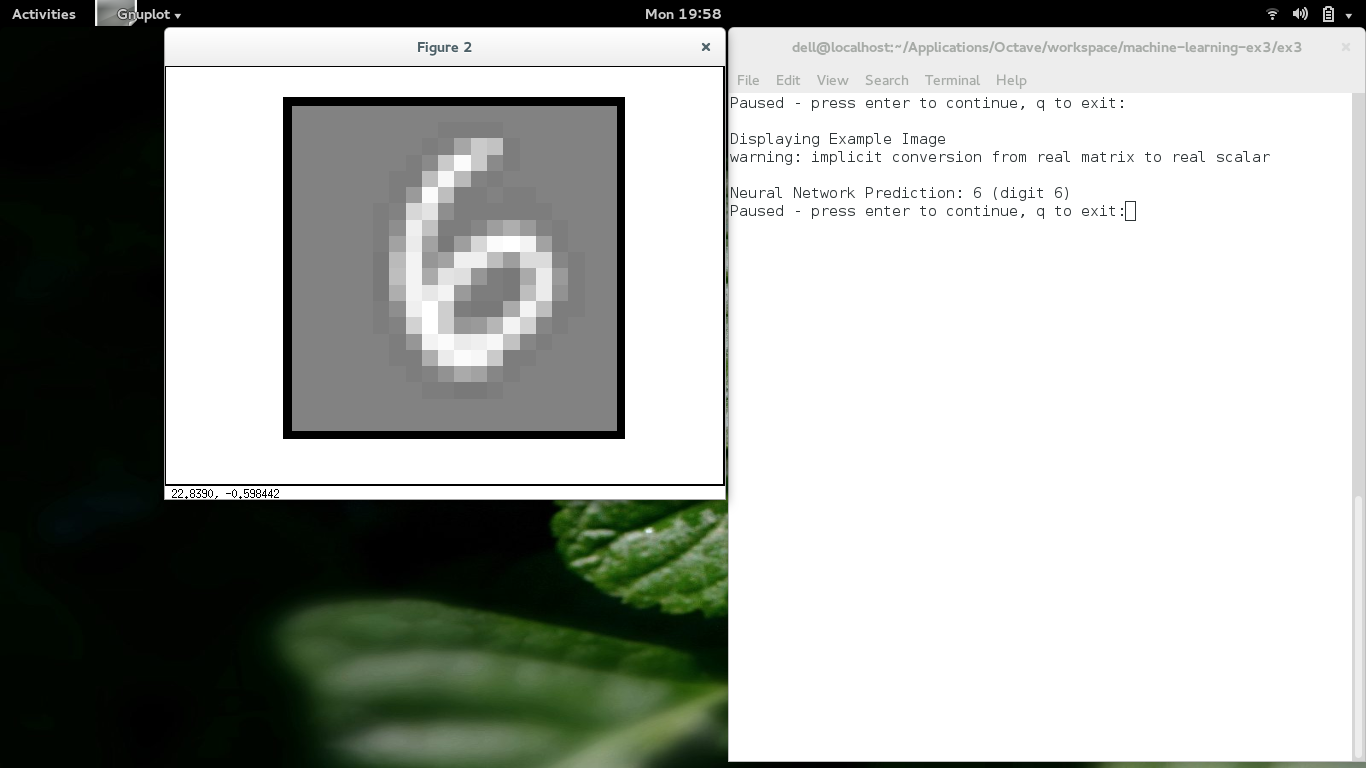 Activities Gnuplot Mon 19:58
Figure 2
6
22.8390, -0.598442
dell@localhost:~/Applications/Octave/workspace/machine-learning-ex3/ex3
File Edit View Search Terminal Help
Paused - press enter to continue, q to exit:
Displaying Example Image
warning: implicit conversion from real matrix to real scalar
Neural Network Prediction: 6 (digit 6)
Paused - press enter to continue, q to exit: